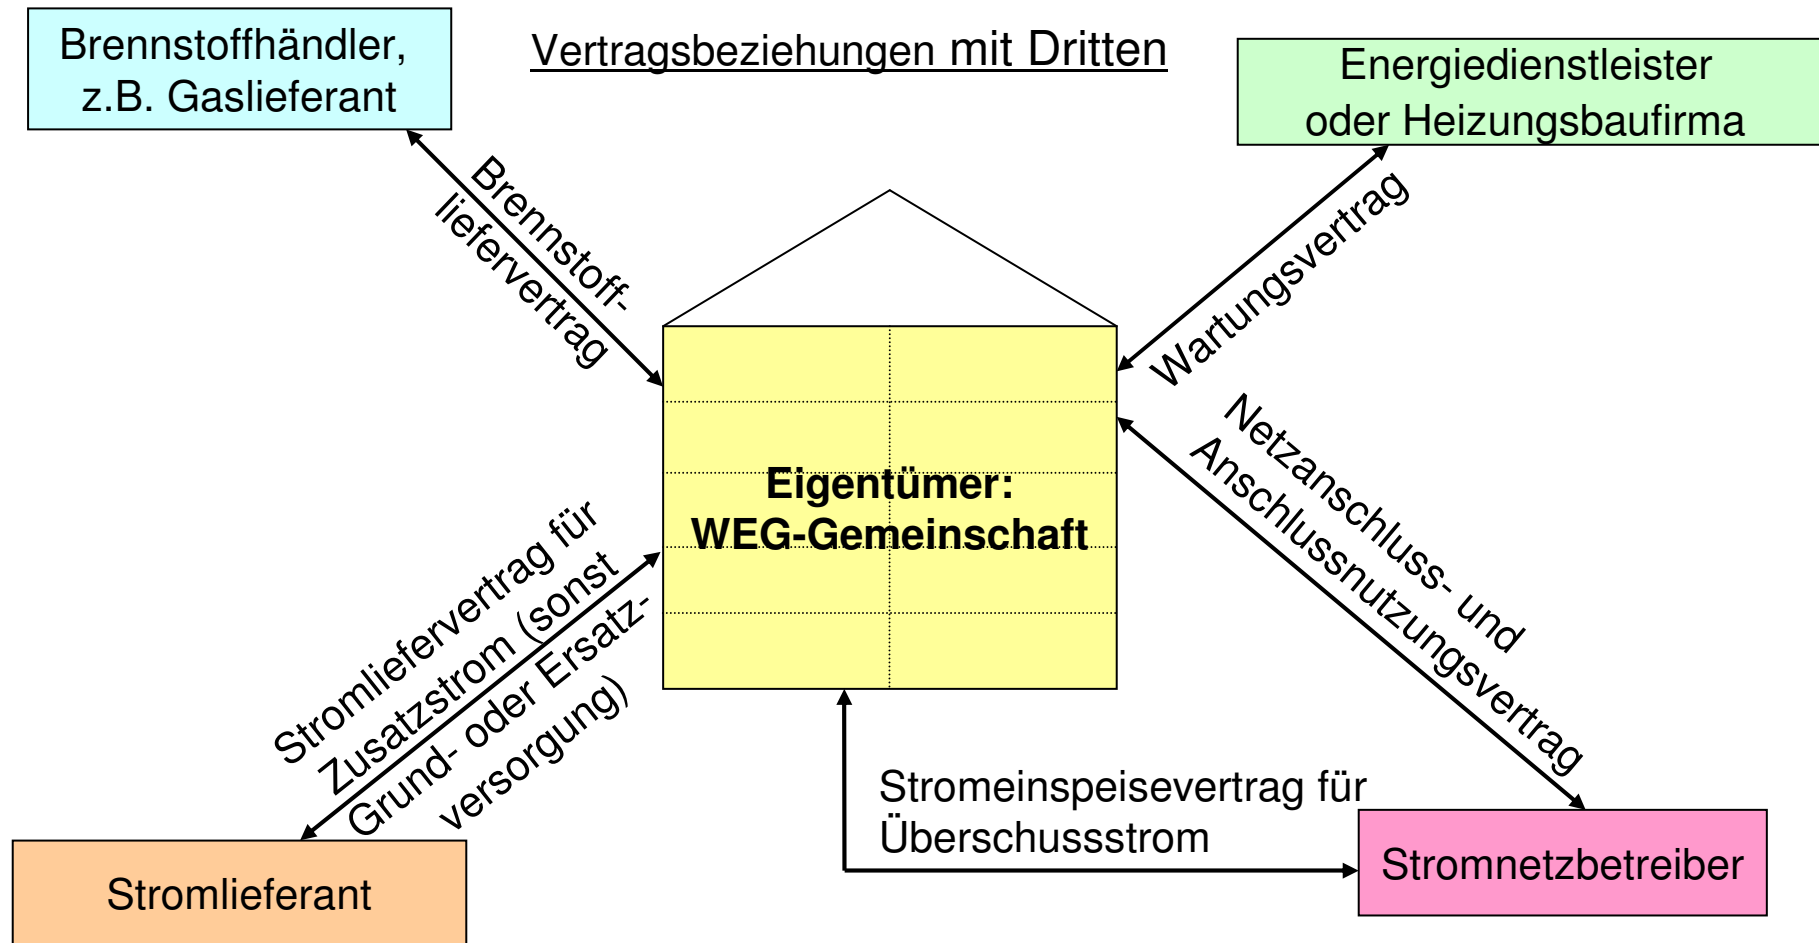 Brennstoffhändler,
z.B. Gaslieferant
Vertragsbeziehungen mit Dritten
Energiedienstleister
oder Heizungsbaufirma
Brennstoff-
liefervertrag
Wartungsvertrag
Eigentümer:
WEG-Gemeinschaft
Netzanschluss- und
Anschlussnutzungsvertrag
Stromliefervertrag für
Zusatzstrom (sonst
Grund- oder Ersatz-
versorgung)
Stromeinspeisevertrag für
Überschussstrom
Stromlieferant
Stromnetzbetreiber